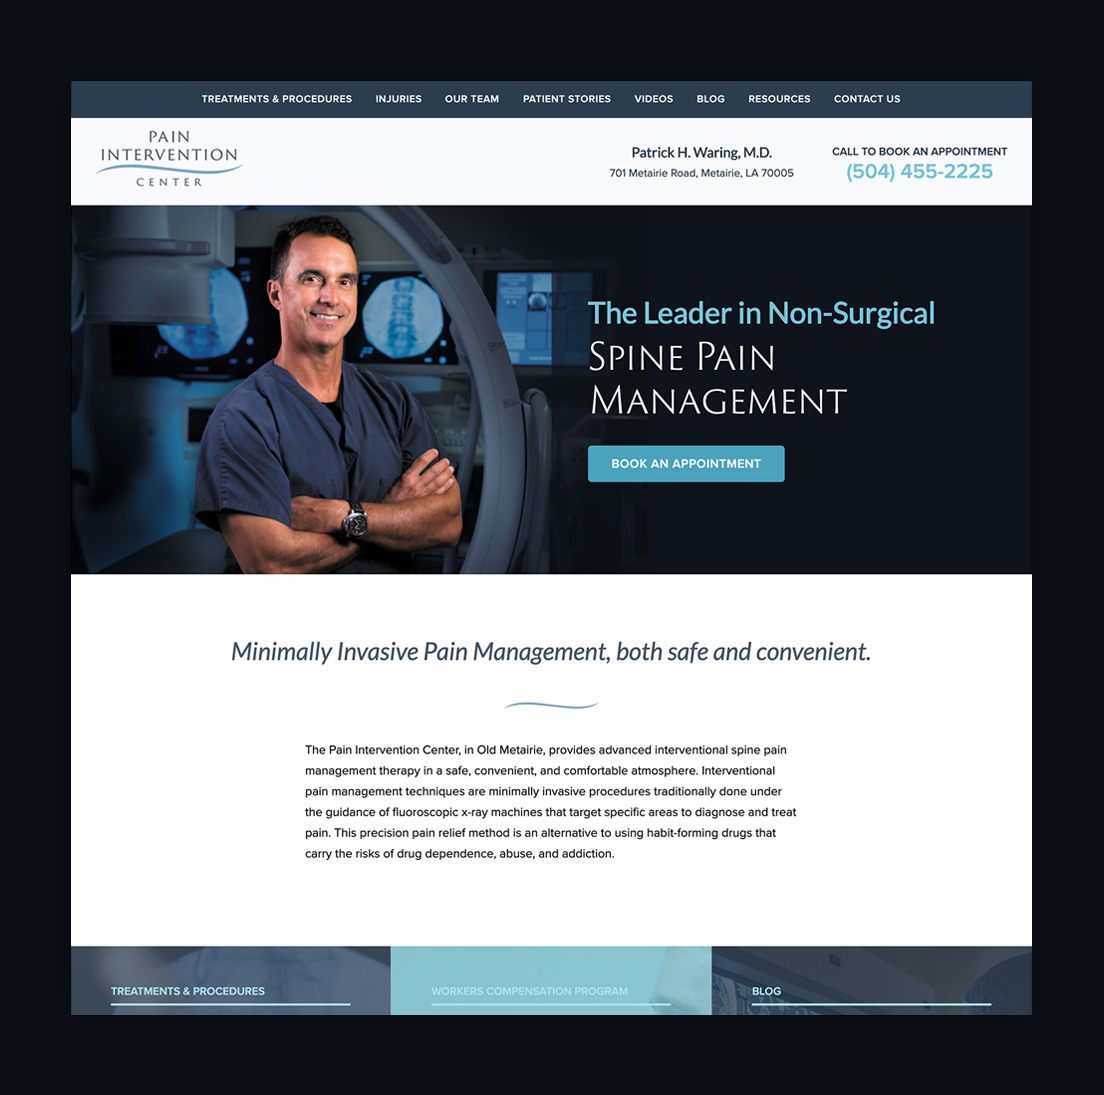 TREATMENTS & PROCEDURES INJURIES OUR TEAM PATIENT STORIES VIDEOS BLOG RESOURCES CONTACT US
PAIN
INTERVENTION
CENTER
Patrick H. Waring, M.D.
701 Metairie Road, Metairie, LA 70005
CALL TO BOOK AN APPOINTMENT
(504) 455-2225
The Leader in Non-Surgical
SPINE PAIN
MANAGEMENT
BOOK AN APPOINTMENT
Minimally Invasive Pain Management, both safe and convenient.
The Pain Intervention Center, in Old Metairie, provides advanced interventional spine pain
management therapy in a safe, convenient, and comfortable atmosphere. Interventional
pain management techniques are minimally invasive procedures traditionally done under
the guidance of fluoroscopic x-ray machines that target specific areas to diagnose and treat
pain. This precision pain relief method is an alternative to using habit-forming drugs that
carry the risks of drug dependence, abuse, and addiction.
TREATMENTS & PROCEDURES
WORKERS COMPENSATION PROGRAM
BLOG